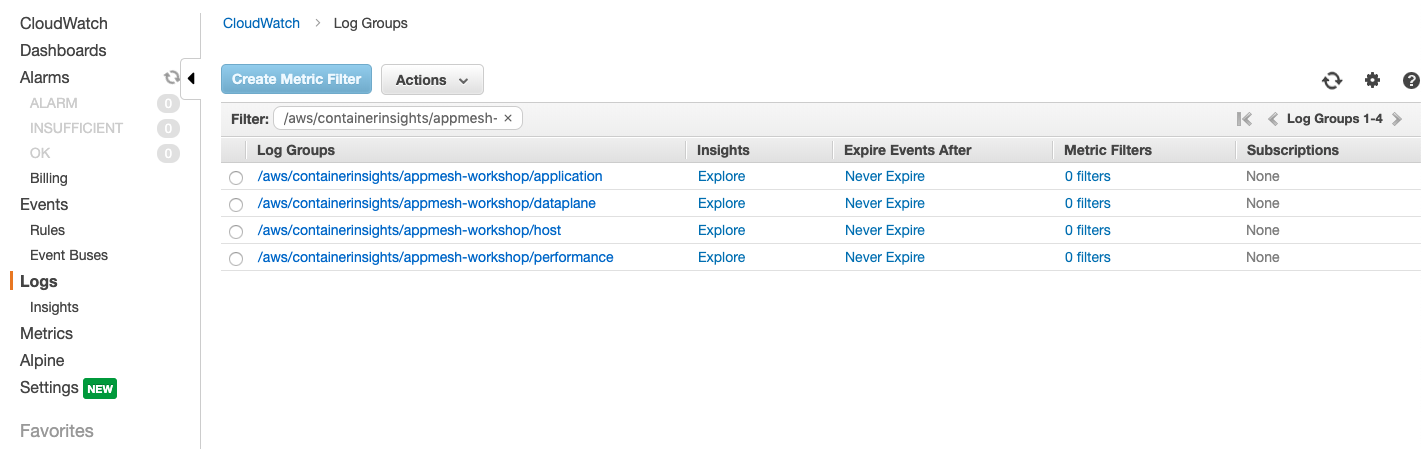 CloudWatch
Dashboards
Alarms
ALARM 0
INSUFFICIENT 0
OK 0
Billing
Events
Rules
Event Buses
Logs
Insights
Metrics
Alpine
Settings NEW
Favorites
CloudWatch > Log Groups
Create Metric Filter Actions
Filter: /aws/containerinsights/appmesh- × Log Groups 1-4
Log Groups Insights Expire Events After Metric Filters Subscriptions
/aws/containerinsights/appmesh-workshop/application Explore Never Expire 0 filters None
/aws/containerinsights/appmesh-workshop/dataplane Explore Never Expire 0 filters None
/aws/containerinsights/appmesh-workshop/host Explore Never Expire 0 filters None
/aws/containerinsights/appmesh-workshop/performance Explore Never Expire 0 filters None